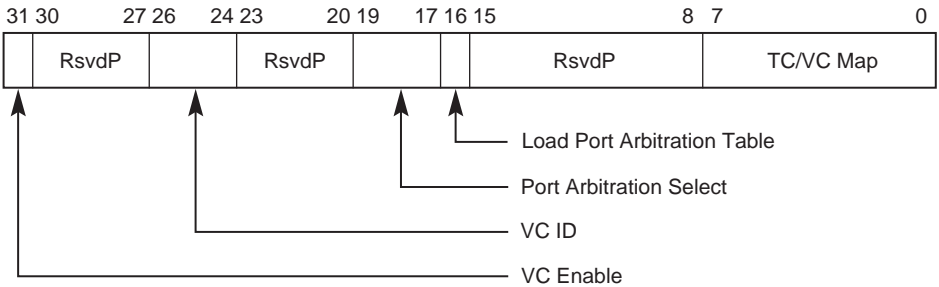 31 30 27 26 24 23 20 19 17 16 15 8 7 0
RsvdP RsvdP RsvdP TC/VC Map
Load Port Arbitration Table
Port Arbitration Select
VC ID
VC Enable